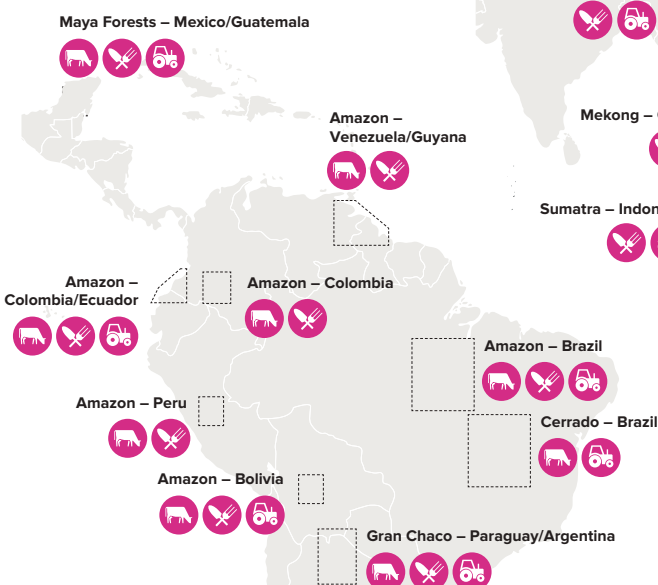 Maya Forests – Mexico/Guatemala
Amazon –
Venezuela/Guyana
Mekong –
Sumatra – Indon
Amazon –
Colombia/Ecuador
Amazon – Colombia
Amazon – Brazil
Amazon – Peru
Cerrado – Brazil
Amazon – Bolivia
Gran Chaco – Paraguay/Argentina